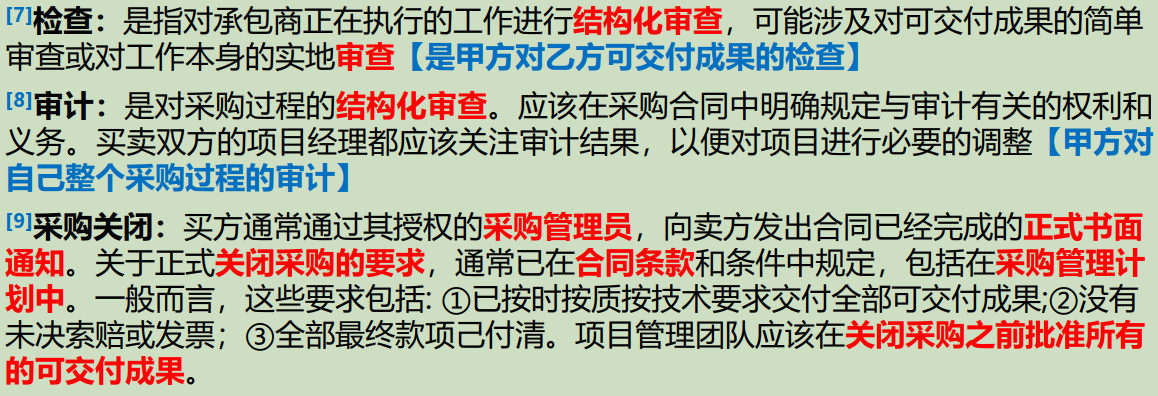 [7]检查：是指对承包商正在执行的工作进行结构化审查，可能涉及对可交付成果的简单
审查或对工作本身的实地审查【是甲方对乙方可交付成果的检查】
[8]审计：是对采购过程的结构化审查。应该在采购合同中明确规定与审计有关的权利和
义务。买卖双方的项目经理都应该关注审计结果，以便对项目进行必要的调整【甲方对
自己整个采购过程的审计】
[9]采购关闭：买方通常通过其授权的采购管理员，向卖方发出合同已经完成的正式书面
通知。关于正式关闭采购的要求，通常已在合同条款和条件中规定，包括在采购管理计
划中。一般而言，这些要求包括: ①已按时按质按技术要求交付全部可交付成果;②没有
未决索赔或发票；③全部最终款项己付清。项目管理团队应该在关闭采购之前批准所有
的可交付成果。